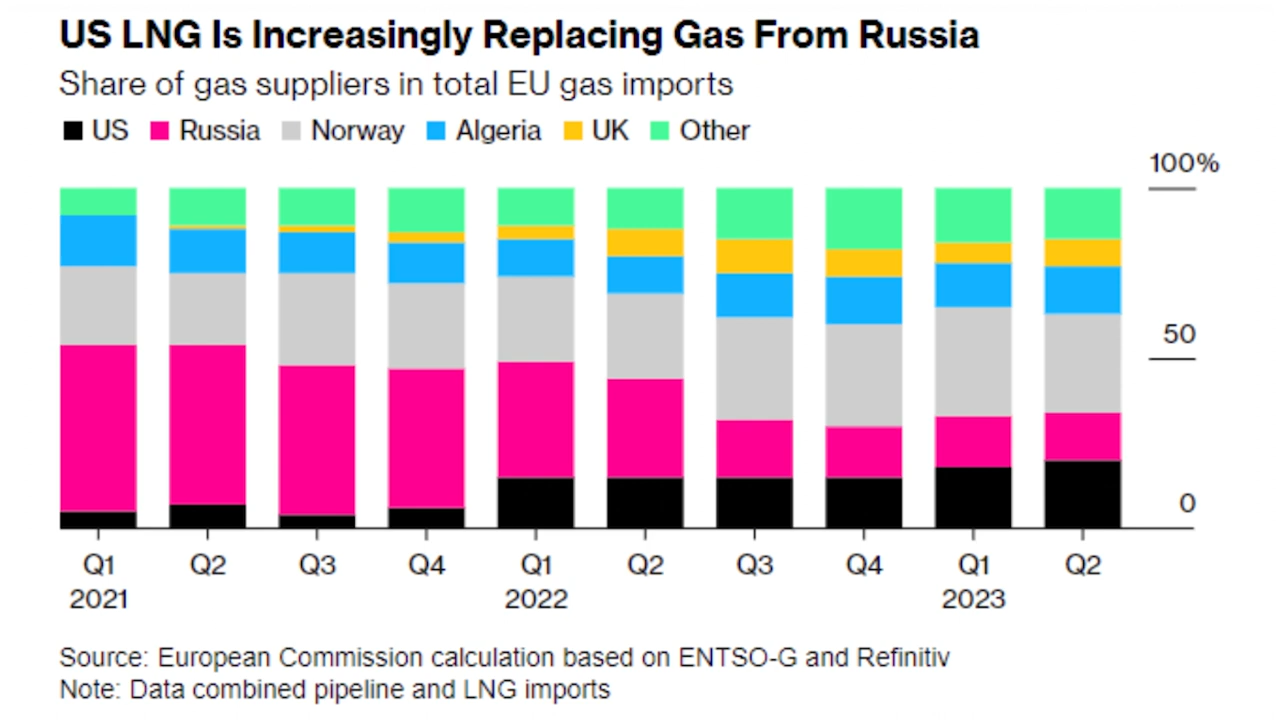 US LNG Is Increasingly Replacing Gas From Russia
Share of gas suppliers in total EU gas imports
US Russia Norway Algeria UK Other
100%
50
0
Q1 Q2 Q3 Q4 Q1 Q2 Q3 Q4 Q1 Q2
2021 2022 2023
Source: European Commission calculation based on ENTSO-G and Refinitiv
Note: Data combined pipeline and LNG imports